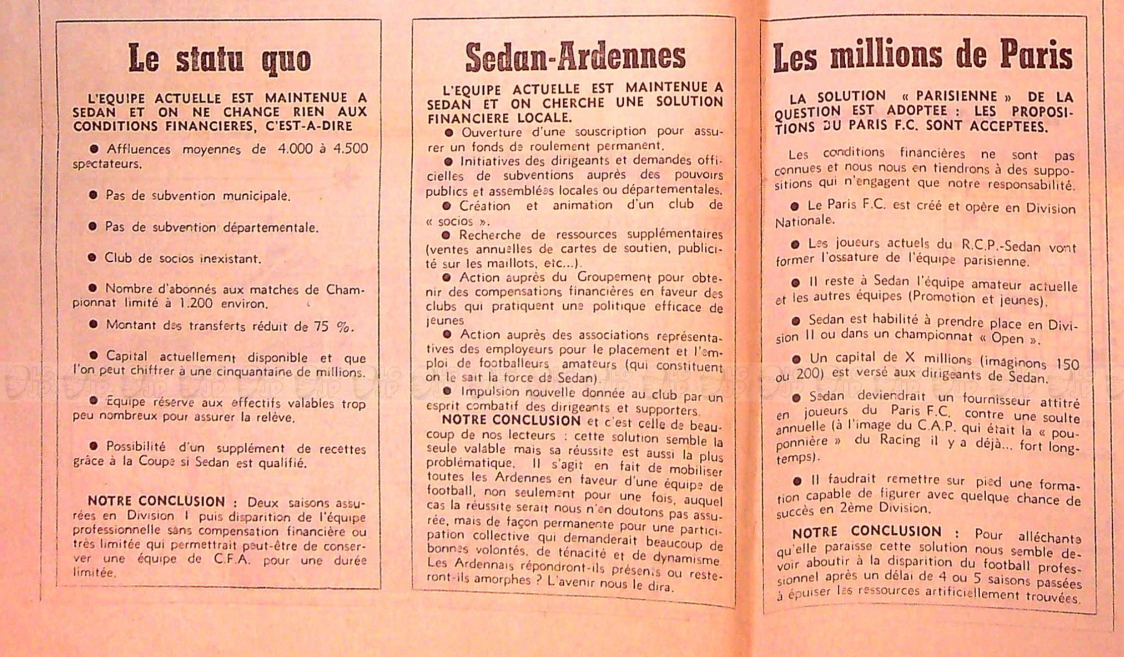 Le statu quo
L'EQUIPE ACTUELLE EST MAINTENUE A
SEDAN ET ON NE CHANGE RIEN AUX
CONDITIONS FINANCIERES, C'EST-A-DIRE
● Affluences moyennes de 4.000 à 4.500
spectateurs.
● Pas de subvention municipale.
● Pas de subvention départementale.
● Club de socios inexistant.
● Nombre d'abonnés aux matches de Cham-
pionnat limité à 1.200 environ.
● Montant des transferts réduit de 75 %.
● Capital actuellement disponible et que
l'on peut chiffrer à une cinquantaine de millions.
● Equipe réserve aux effectifs valables trop
peu nombreux pour assurer la relève.
● Possibilité d'un supplément de recettes
grâce à la Coupe si Sedan est qualifié.
NOTRE CONCLUSION : Deux saisons assu-
rées en Division I puis disparition de l'équipe
professionnelle sans compensation financière ou
très limitée qui permettrait peut-être de conser-
ver une équipe de C.F.A. pour une durée
limitée.
Sedan-Ardennes
L'EQUIPE ACTUELLE EST MAINTENUE A
SEDAN ET ON CHERCHE UNE SOLUTION
FINANCIERE LOCALE.
● Ouverture d'une souscription pour assu-
rer un fonds de roulement permanent.
● Initiatives des dirigeants et demandes offi-
cielles de subventions auprès des pouvoirs
publics et assemblées locales ou départementales.
● Création et animation d'un club de
« socios ».
● Recherche de ressources supplémentaires
(ventes annuelles de cartes de soutien, publici-
té sur les maillots, etc...).
● Action auprès du Groupement pour obte-
nir des compensations financières en faveur des
clubs qui pratiquent une politique efficace de
jeunes
● Action auprès des associations représenta-
tives des employeurs pour le placement et l'em-
ploi de footballeurs amateurs (qui constituent
on le sait la force de Sedan)
● Impulsion nouvelle donnée au club par un
esprit combatif des dirigeants et supporters
NOTRE CONCLUSION et c'est celle de beau-
coup de nos lecteurs : cette solution semble la
seule valable mais sa réussite est aussi la plus
problématique. Il s'agit en fait de mobiliser
toutes les Ardennes en faveur d'une équipe de
football, non seulement pour une fois, auquel
cas la réussite serait nous n'en doutons pas assu-
rée, mais de façon permanente pour une partici-
pation collective qui demanderait beaucoup de
bonnes volontés, de ténacité et de dynamisme
Les Ardennais répondront-ils présents ou reste-
ront-ils amorphes ? L'avenir nous le dira.
Les millions de Paris
LA SOLUTION « PARISIENNE » DE LA
QUESTION EST ADOPTEE : LES PROPOSI-
TIONS DU PARIS F.C. SONT ACCEPTEES.
Les conditions financières ne sont pas
connues et nous nous en tiendrons à des suppo-
sitions qui n'engagent que notre responsabilité.
● Le Paris F.C. est créé et opère en Division
Nationale.
● Les joueurs actuels du R.C.P.-Sedan vont
former l'ossature de l'équipe parisienne.
● Il reste à Sedan l'équipe amateur actuelle
et les autres équipes (Promotion et jeunes).
● Sedan est habilité à prendre place en Divi-
sion II ou dans un championnat « Open ».
● Un capital de X millions (imaginons 150
ou 200) est versé aux dirigeants de Sedan.
● Sedan deviendrait un fournisseur attitré
en joueurs du Paris F.C. contre une soulte
annuelle (à l'image du C.A.P. qui était la « pou-
ponnière » du Racing il y a déjà... fort long-
temps).
● Il faudrait remettre sur pied une forma-
tion capable de figurer avec quelque chance de
succès en 2ème Division.
NOTRE CONCLUSION : Pour alléchante
qu'elle paraisse cette solution nous semble de-
voir aboutir à la disparition du football profes-
sionnel après un délai de 4 ou 5 saisons passées
à épuiser les ressources artificiellement trouvées.